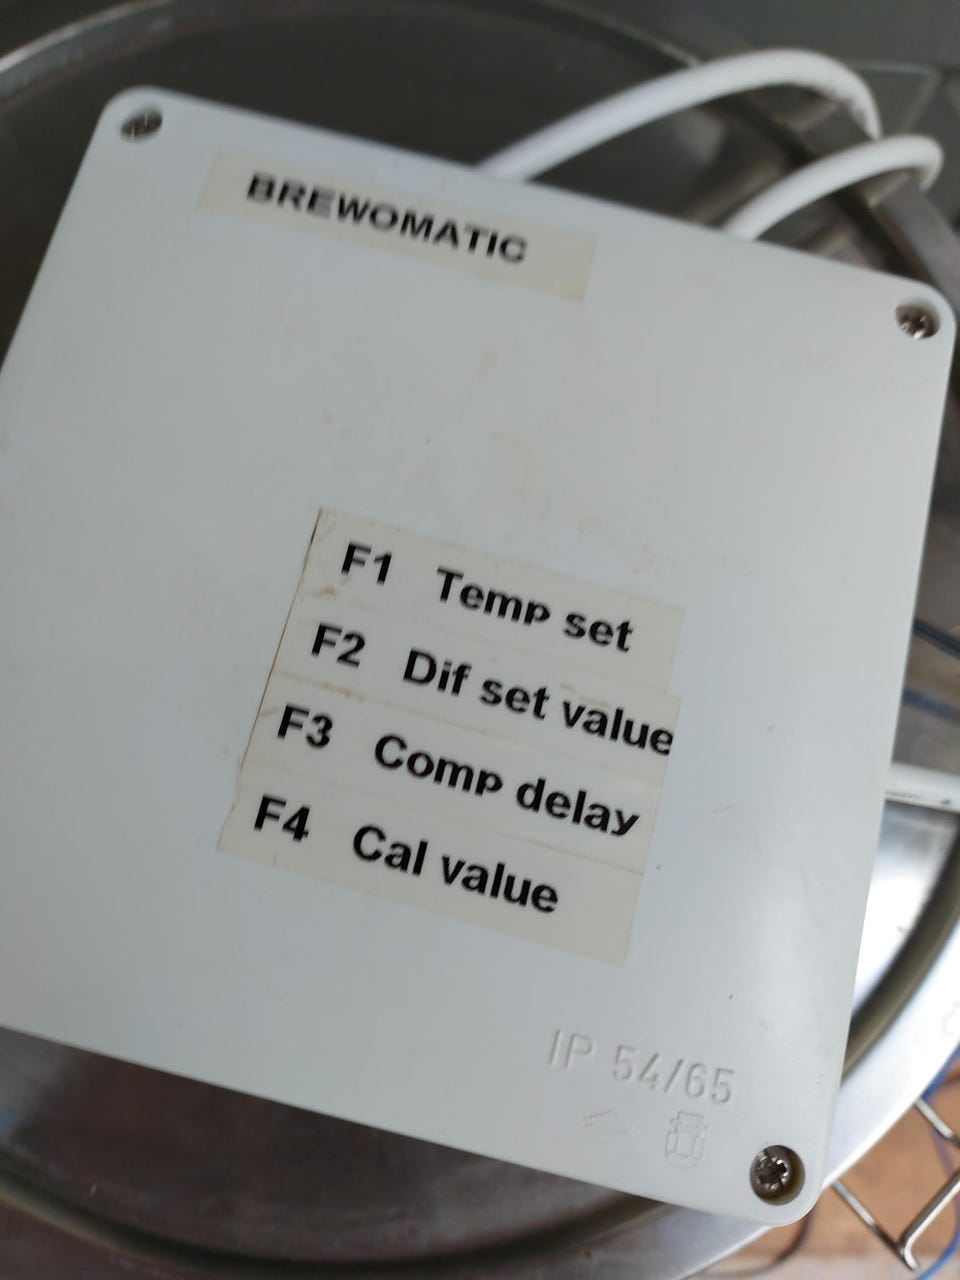 BREWOMATIC
F1 Temp set
F2 Dif set value
F3 Comp delay
F4 Cal value
IP 54/65